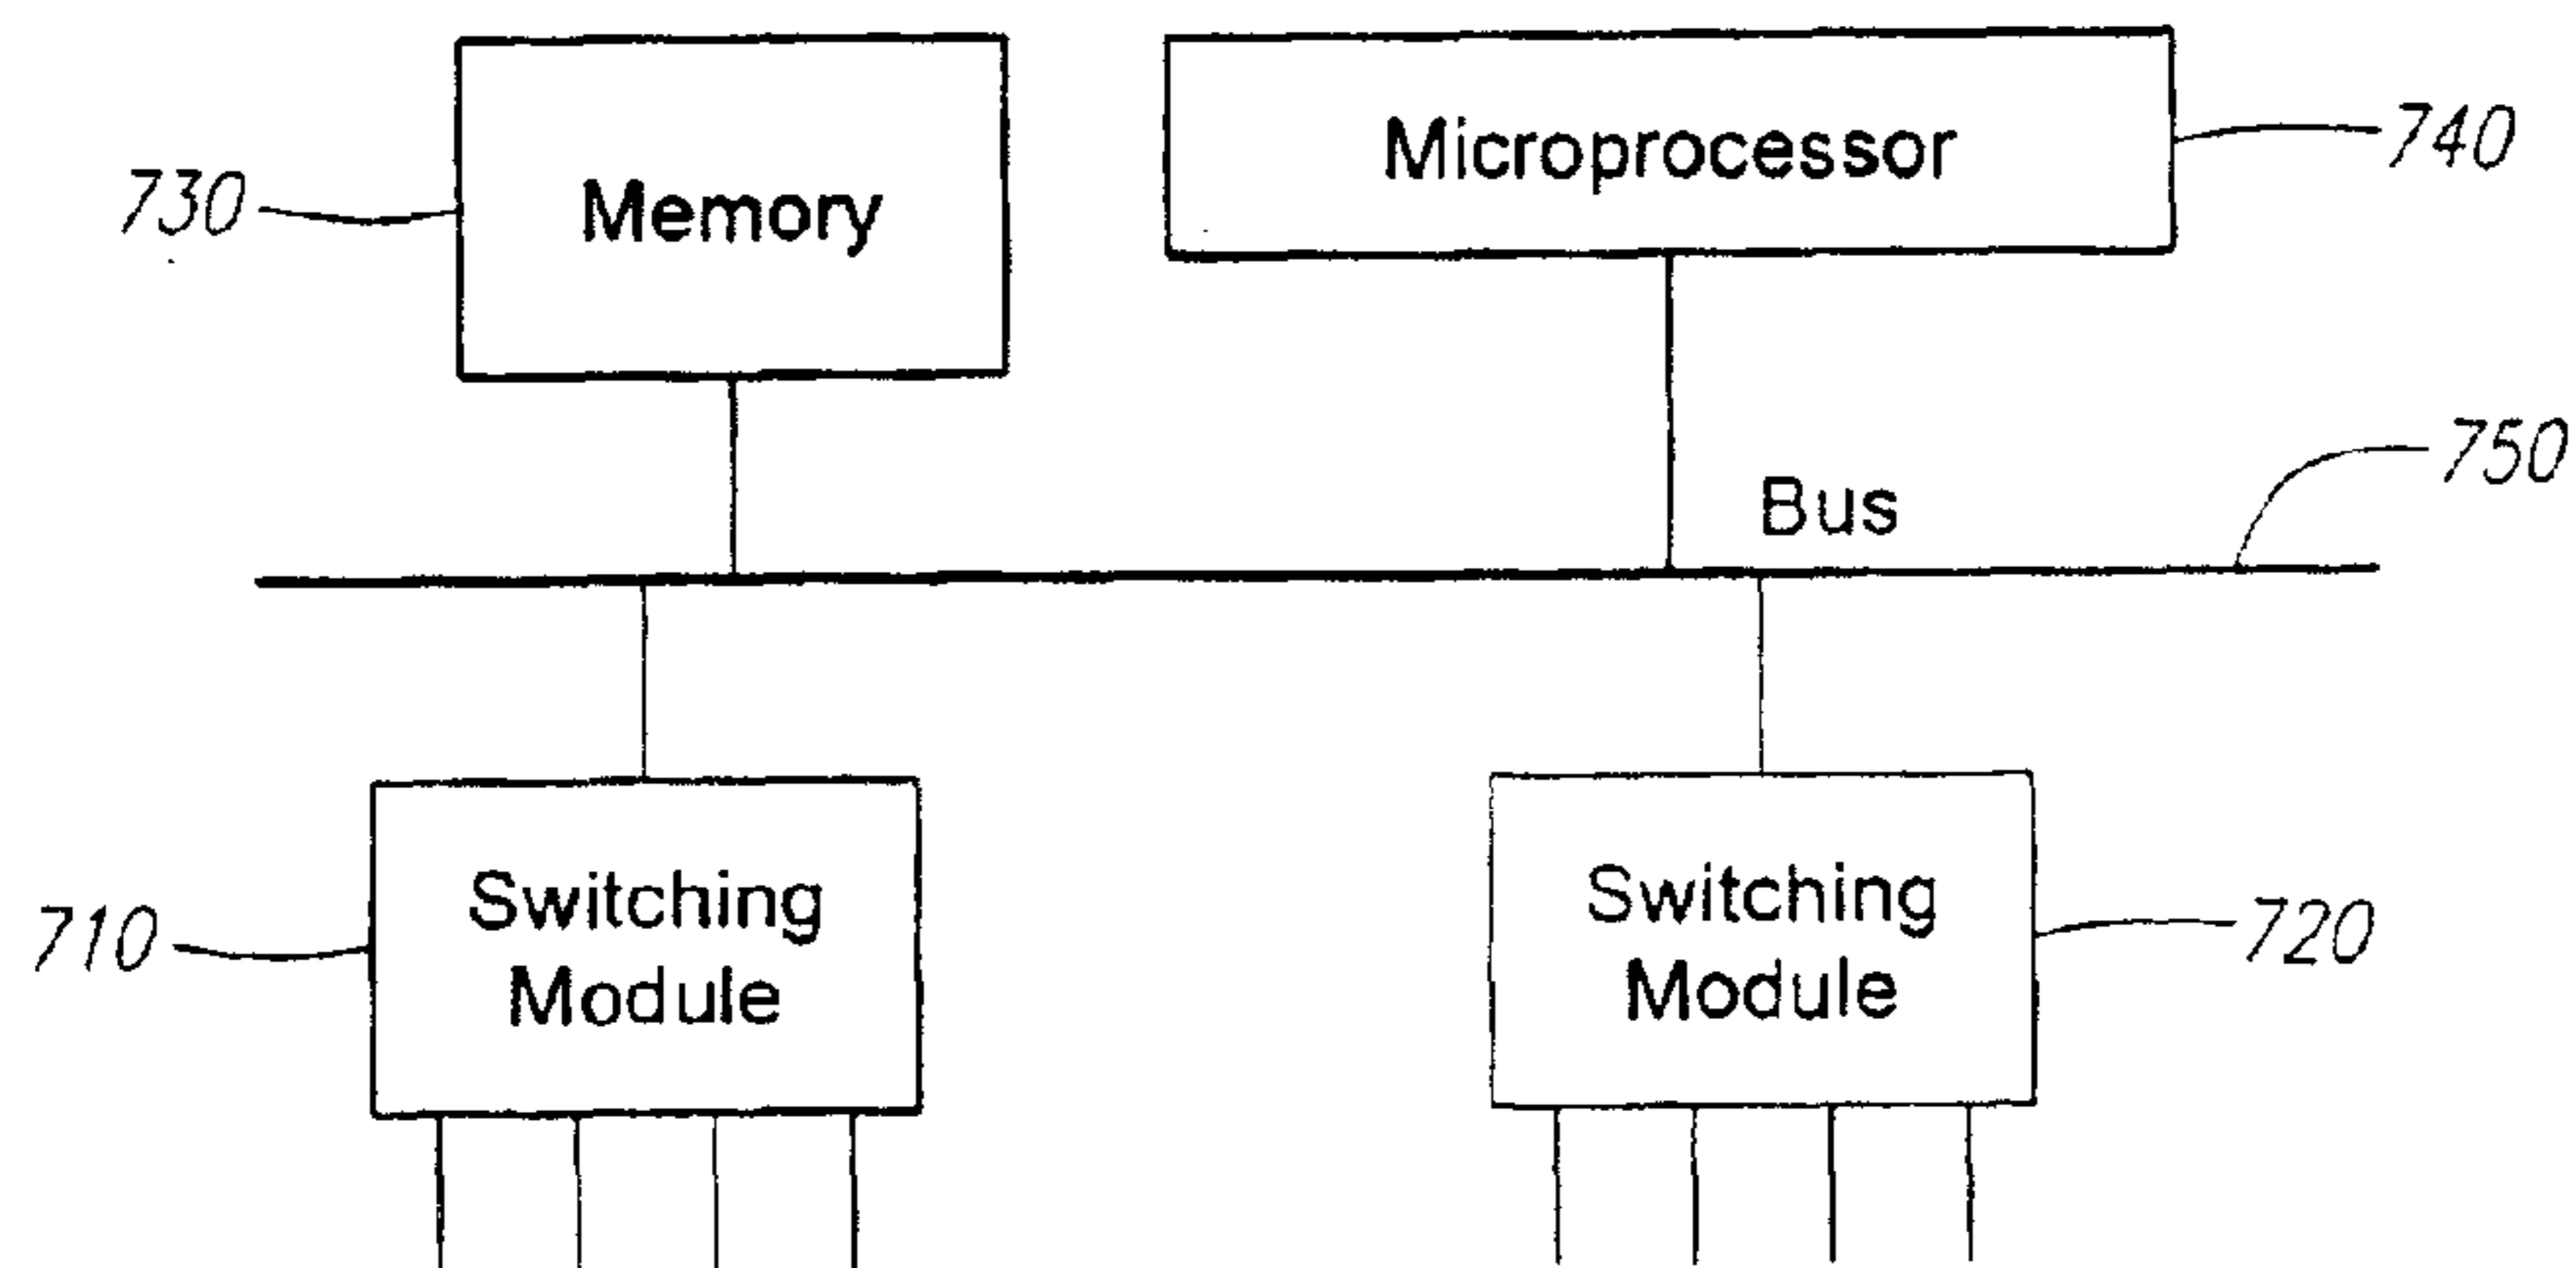 Memory
Microprocessor
730
740
Bus
750
Switching
Module
Switching
Module
710
720